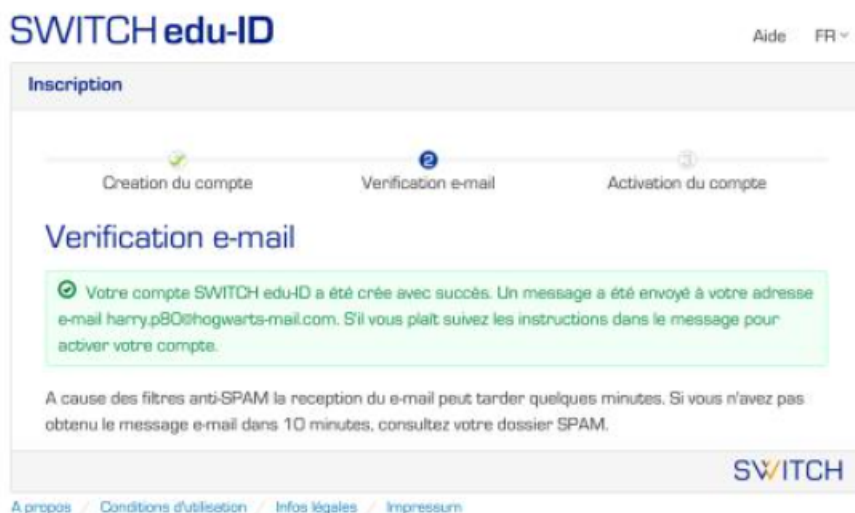 SWITCH edu-ID
Aide FR
Inscription
2 3
Creation du compte Verification e-mail Activation du compte
Verification e-mail
Votre compte SWITCH edu-ID a été crée avec succès. Un message a été envoyé à votre adresse
e-mail harry.p80@hogwarts-mail.com. S'il vous plaît suivez les instructions dans le message pour
activer votre compte.
A cause des filtres anti-SPAM la reception du e-mail peut tarder quelques minutes. Si vous n'avez pas
obtenu le message e-mail dans 10 minutes, consultez votre dossier SPAM.
SWITCH
A propos / Conditions d'utilisation / Infos légales / Impressum